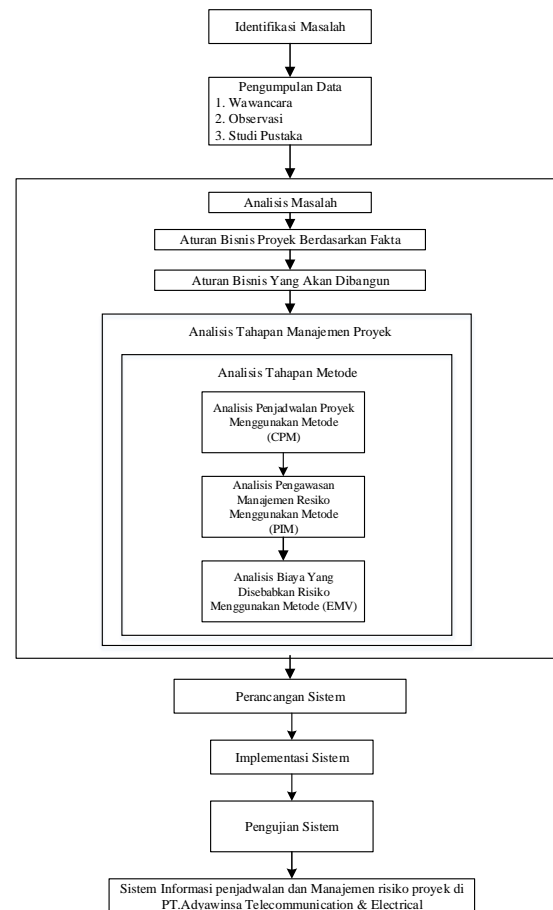 Identifikasi Masalah
Pengumpulan Data
1. Wawancara
2. Observasi
3. Studi Pustaka
Analisis Masalah
Aturan Bisnis Proyek Berdasarkan Fakta
Aturan Bisnis Yang Akan Dibangun
Analisis Tahapan Manajemen Proyek
Analisis Tahapan Metode
Analisis Penjadwalan Proyek
Menggunakan Metode
(CPM)
Analisis Pengawasan
Manajemen Resiko
Menggunakan Metode
(PIM)
Analisis Biaya Yang
Disebabkan Risiko
Menggunakan Metode (EMV)
Perancangan Sistem
Implementasi Sistem
Pengujian Sistem
Sistem Informasi penjadwalan dan Manajemen risiko proyek di
PT.Adyawinsa Telecommunication & Electrical